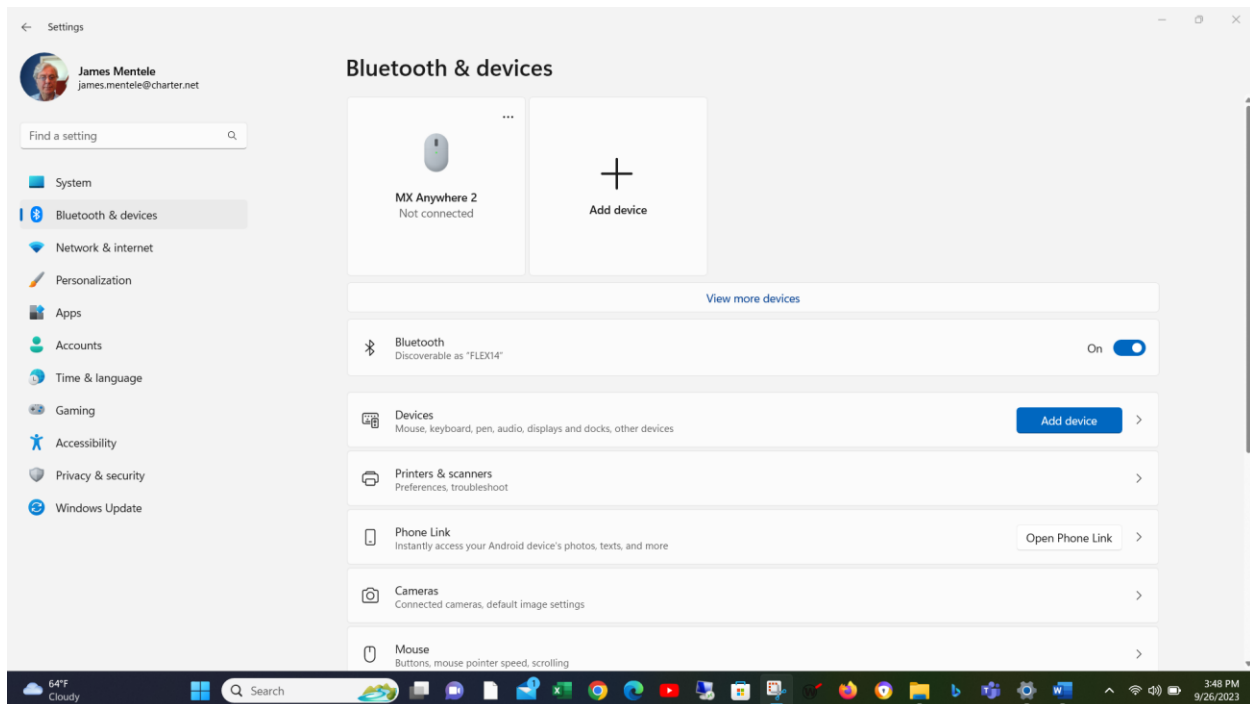 Settings
James Mentele
james.mentele@charter.net
Find a setting
System
Bluetooth & devices
Network & internet
Personalization
Apps
Accounts
Time & language
Gaming
Accessibility
Privacy & security
Windows Update
Bluetooth & devices
MX Anywhere 2
Not connected
Add device
View more devices
Bluetooth
Discoverable as "FLEX14"
On
Devices
Mouse, keyboard, pen, audio, displays and docks, other devices
Add device
Printers & scanners
Preferences, troubleshoot
Phone Link
Instantly access your Android device's photos, texts, and more
Open Phone Link
Cameras
Connected cameras, default image settings
Mouse
Buttons, mouse pointer speed, scrolling
64°F
Cloudy
Search
3:48 PM
9/26/2023